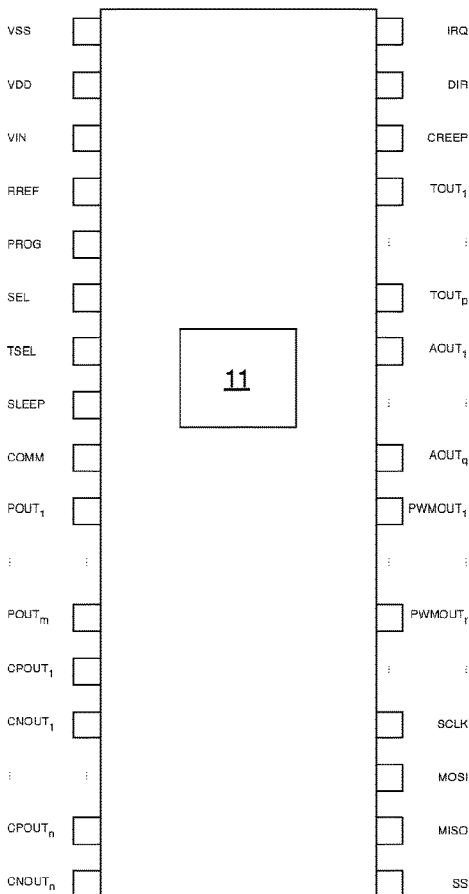 VSS
VDD
VIN
RREF
PROG
SEL
TSEL
SLEEP
COMM
POUT₁
⋮ ⋮
POUTₘ
CPOUT₁
CNOUT₁
⋮ ⋮
CPOUTₙ
CNOUTₙ
11
IRQ
DIR
CREEP
TOUT₁
⋮ ⋮
TOUTₚ
AOUT₁
⋮ ⋮
AOUT_q
PWMOUT₁
⋮ ⋮
PWMOUTᵣ
⋮ ⋮
SCLK
MOSI
MISO
SS